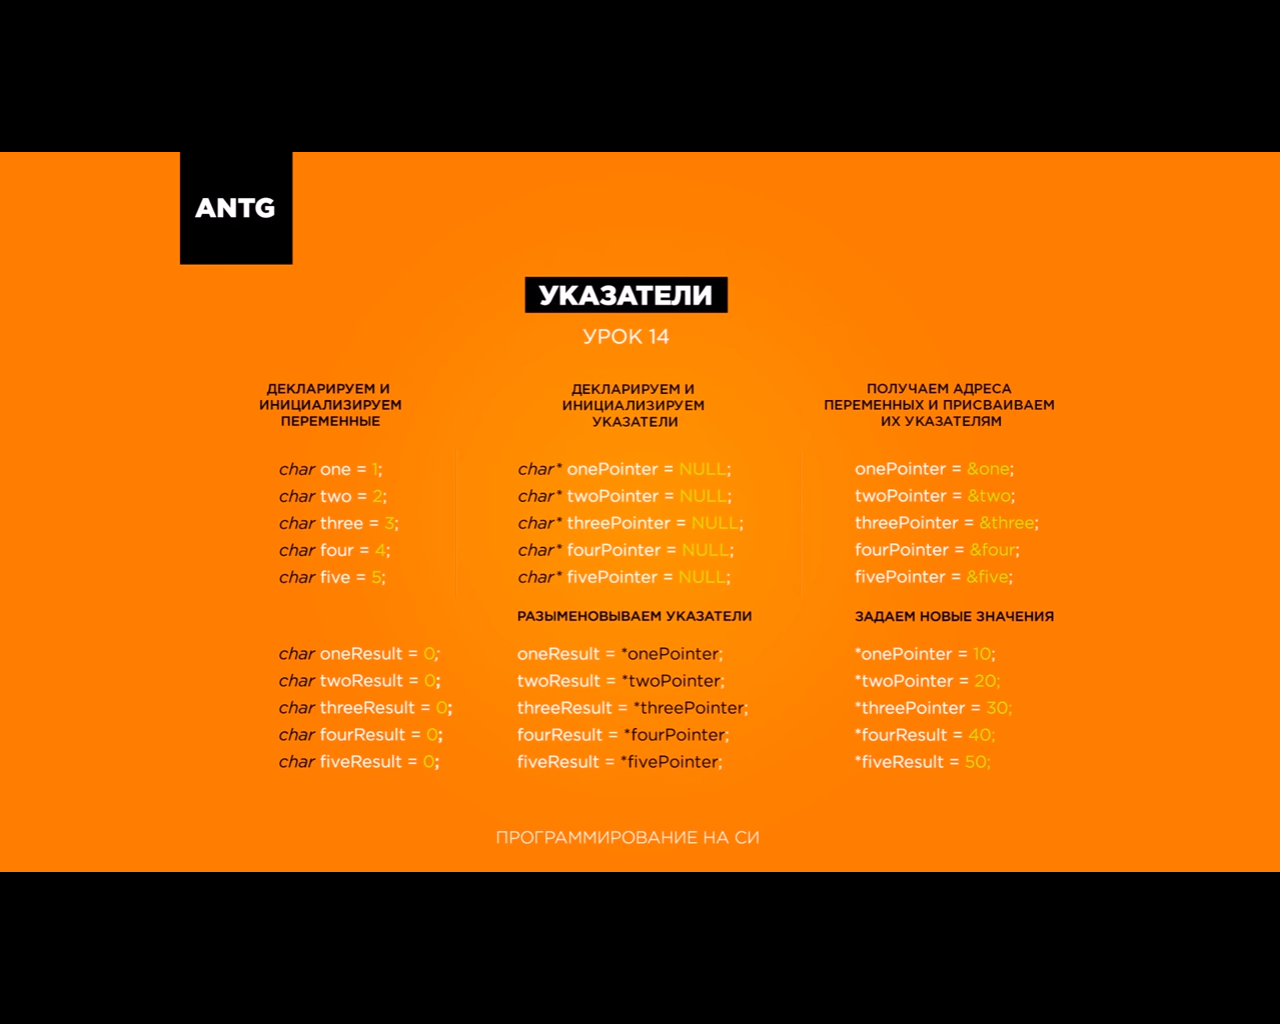 ANTG
УКАЗАТЕЛИ
УРОК 14
ДЕКЛАРИРУЕМ И
ИНИЦИАЛИЗИРУЕМ
ПЕРЕМЕННЫЕ
char one = 1;
char two = 2;
char three = 3;
char four = 4;
char five = 5;
ДЕКЛАРИРУЕМ И
ИНИЦИАЛИЗИРУЕМ
УКАЗАТЕЛИ
char* onePointer = NULL;
char* twoPointer = NULL;
char* threePointer = NULL;
char* fourPointer = NULL;
char* fivePointer = NULL;
ПОЛУЧАЕМ АДРЕСА
ПЕРЕМЕННЫХ И ПРИСВАИВАЕМ
ИХ УКАЗАТЕЛЯМ
onePointer = &one;
twoPointer = &two;
threePointer = &three;
fourPointer = &four;
fivePointer = &five;
char oneResult = 0;
char twoResult = 0;
char threeResult = 0;
char fourResult = 0;
char fiveResult = 0;
РАЗЫМЕНОВЫВАЕМ УКАЗАТЕЛИ
oneResult = *onePointer;
twoResult = *twoPointer;
threeResult = *threePointer;
fourResult = *fourPointer;
fiveResult = *fivePointer;
ЗАДАЕМ НОВЫЕ ЗНАЧЕНИЯ
*onePointer = 10;
*twoPointer = 20;
*threePointer = 30;
*fourResult = 40;
*fiveResult = 50;
ПРОГРАММИРОВАНИЕ НА СИ